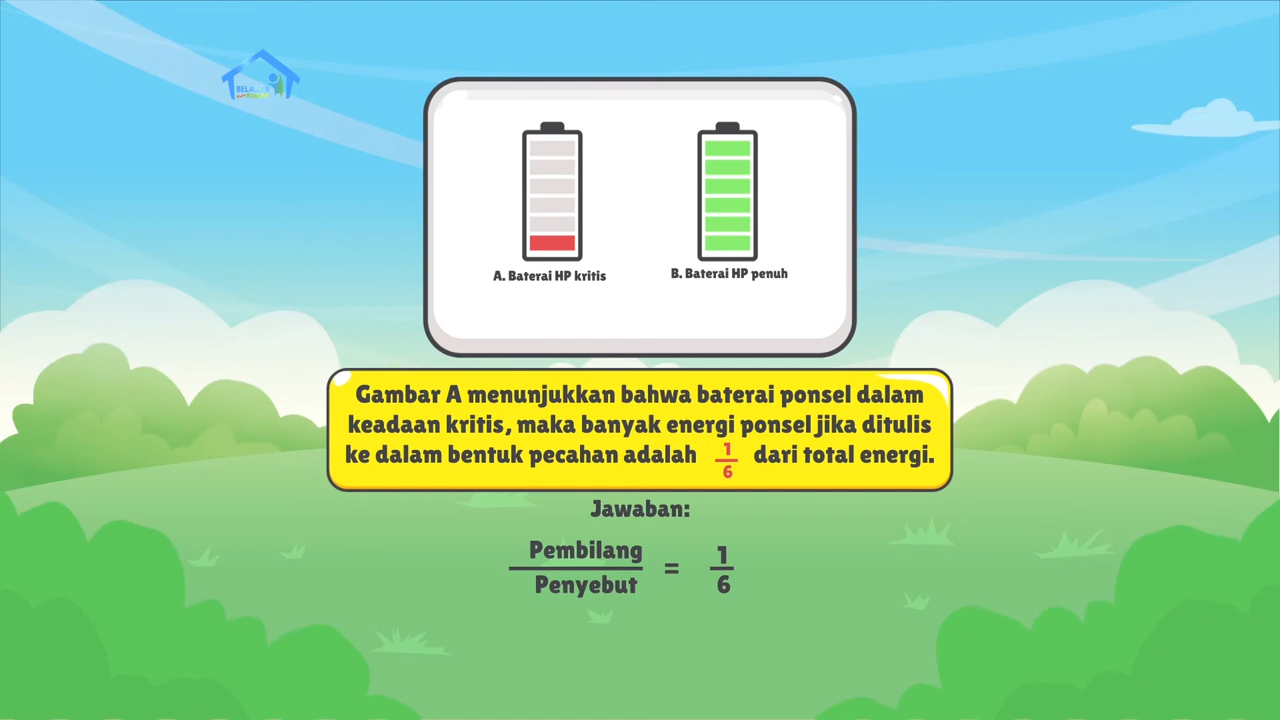 BELAJAR
A. Baterai HP kritis
B. Baterai HP penuh
Gambar A menunjukkan bahwa baterai ponsel dalam
keadaan kritis, maka banyak energi ponsel jika ditulis
ke dalam bentuk pecahan adalah 1/6 dari total energi.
Jawaban:
Pembilang/Penyebut = 1/6